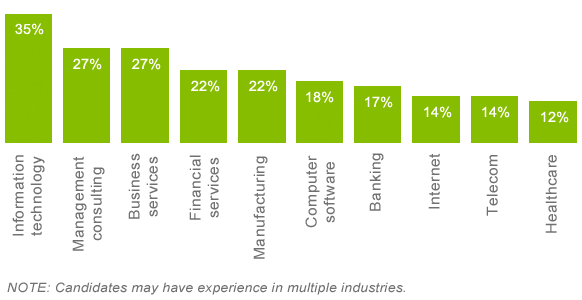 35%
27%
27%
22%
22%
18%
17%
14%
14%
12%
Information
technology
Management
consulting
Business
services
Financial
services
Manufacturing
Computer
software
Banking
Internet
Telecom
Healthcare
NOTE: Candidates may have experience in multiple industries.